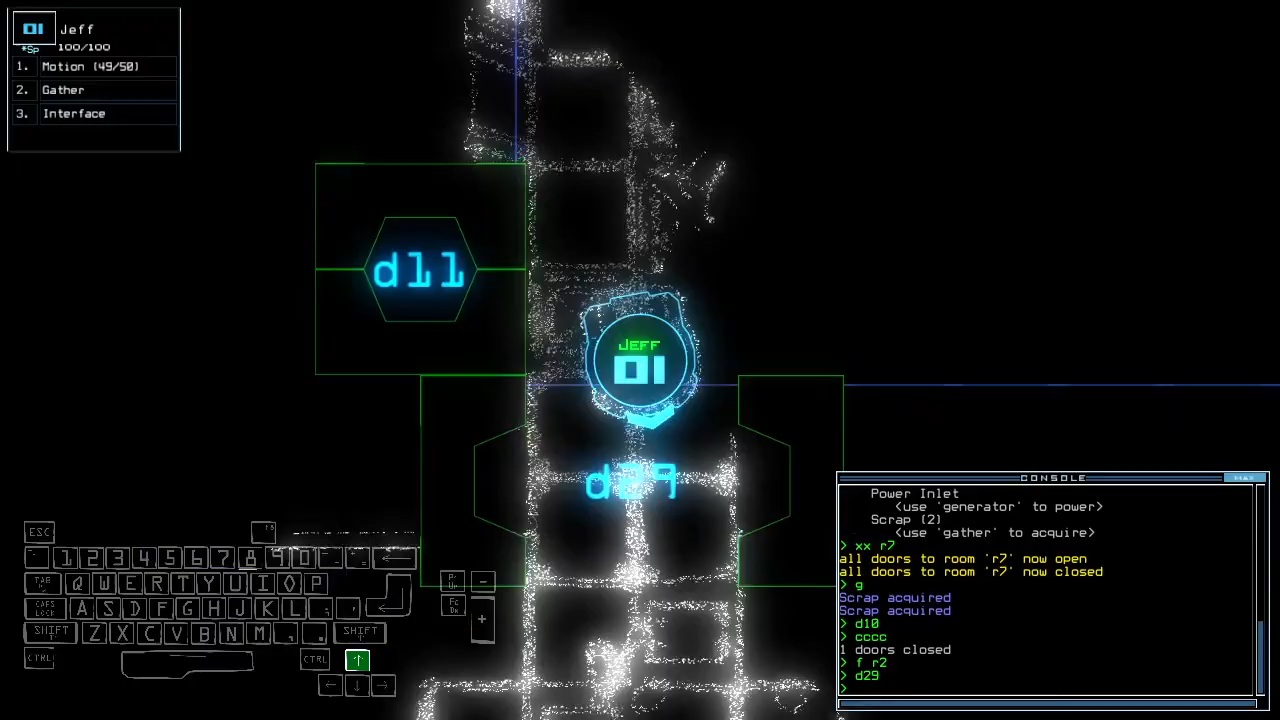 01 Jeff
*Sp 100/100
1. Motion (49/50)
2. Gather
3. Interface
d11
JEFF
01
d29
CONSOLE
MAX
Power Inlet
<use 'generator' to power>
Scrap (2)
<use 'gather' to acquire>
> xx r7
all doors to room 'r7' now open
all doors to room 'r7' now closed
> g
Scrap acquired
Scrap acquired
> d10
> cccc
1 doors closed
> f r2
> d29
>
ESC
1 2 3 4 5 6 7 8 9 0
TAB Q W E R T Y U I O P
CAPS LOCK A S D F G H J K L ; '
SHIFT Z X C V B N M , . SHIFT
CTRL CTRL ↑
← ↓ →
- +